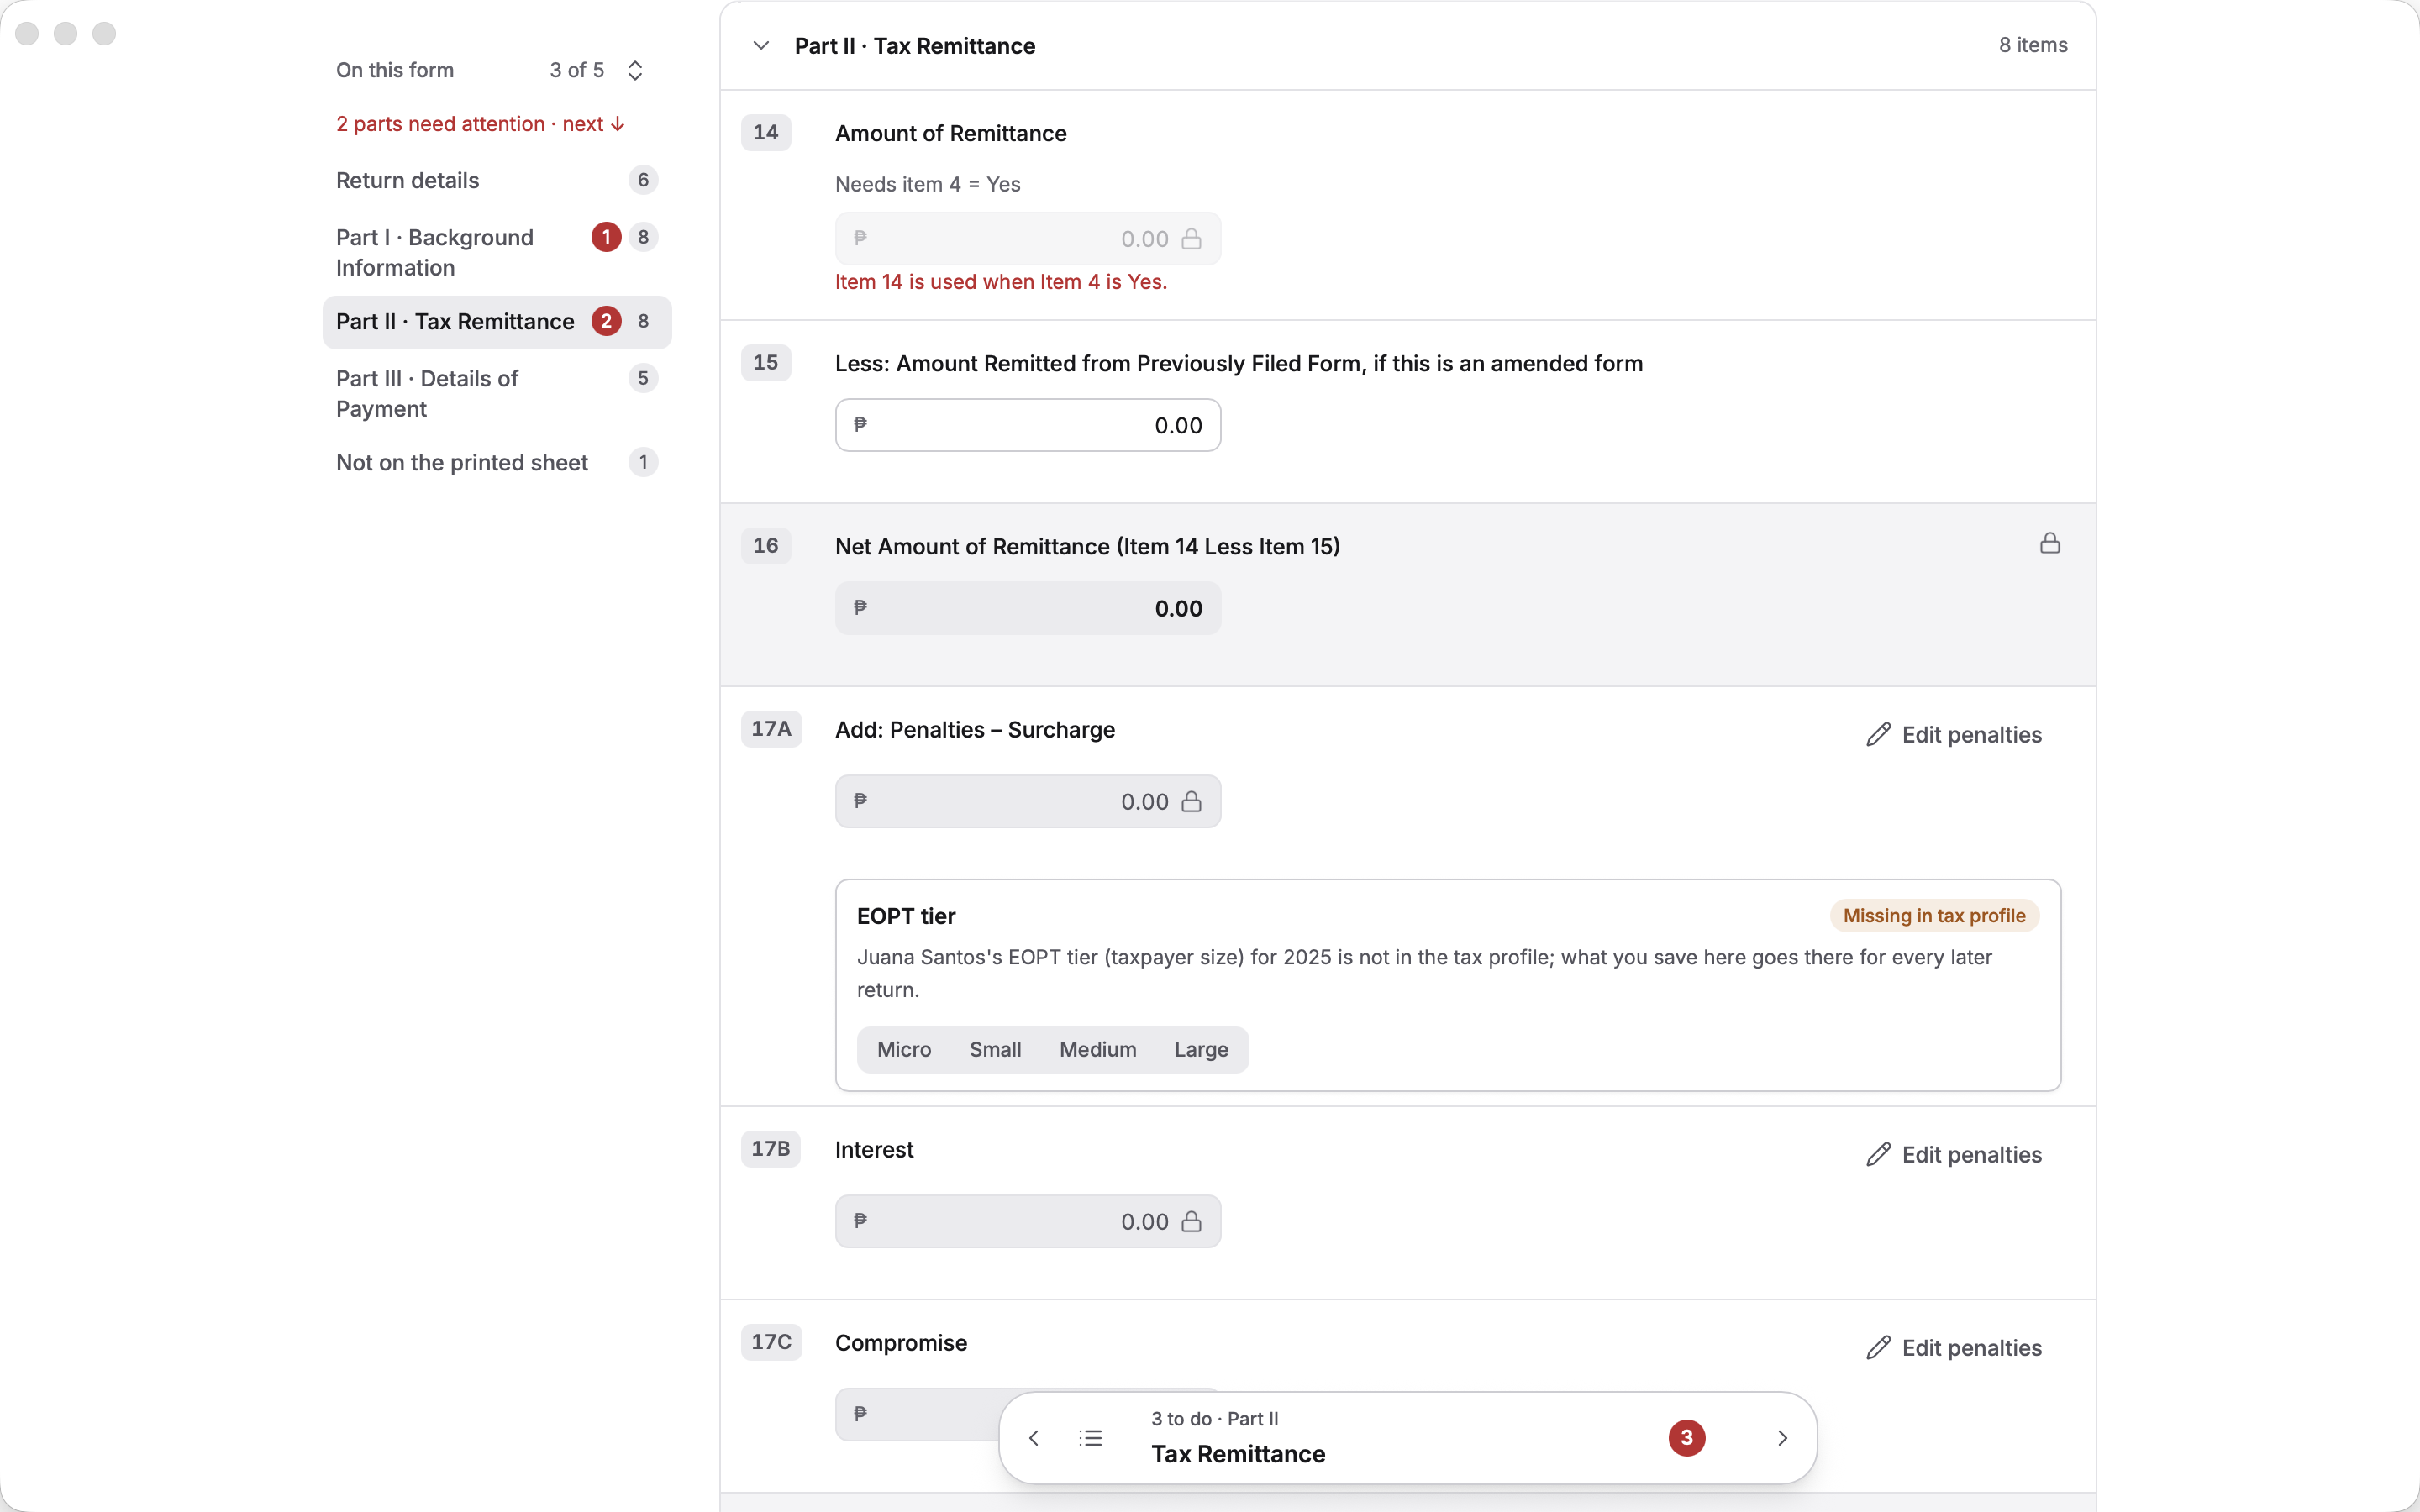 On this form 3 of 5
2 parts need attention · next ↓
Return details 6
Part I · Background Information 1 8
Part II · Tax Remittance 2 8
Part III · Details of Payment 5
Not on the printed sheet 1
Part II · Tax Remittance 8 items
14 Amount of Remittance
Needs item 4 = Yes
₱ 0.00
Item 14 is used when Item 4 is Yes.
15 Less: Amount Remitted from Previously Filed Form, if this is an amended form
₱ 0.00
16 Net Amount of Remittance (Item 14 Less Item 15)
₱ 0.00
17A Add: Penalties – Surcharge Edit penalties
₱ 0.00
EOPT tier Missing in tax profile
Juana Santos's EOPT tier (taxpayer size) for 2025 is not in the tax profile; what you save here goes there for every later
return.
Micro Small Medium Large
17B Interest Edit penalties
₱ 0.00
17C Compromise Edit penalties
₱
3 to do · Part II
Tax Remittance 3